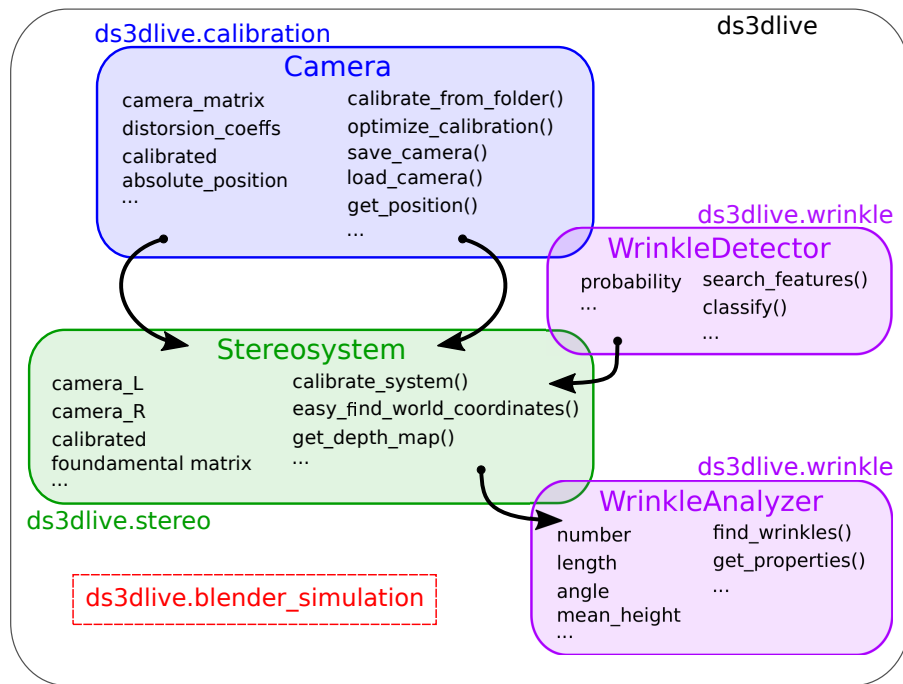 ds3dlive
ds3dlive.calibration
Camera
camera_matrix
distorsion_coeffs
calibrated
absolute_position
...
calibrate_from_folder()
optimize_calibration()
save_camera()
load_camera()
get_position()
...
ds3dlive.wrinkle
WrinkleDetector
probability
...
search_features()
classify()
...
Stereosystem
camera_L
camera_R
calibrated
foundamental matrix
...
calibrate_system()
easy_find_world_coordinates()
get_depth_map()
...
ds3dlive.stereo
ds3dlive.wrinkle
WrinkleAnalyzer
number
length
angle
mean_height
...
find_wrinkles()
get_properties()
...
ds3dlive.blender_simulation